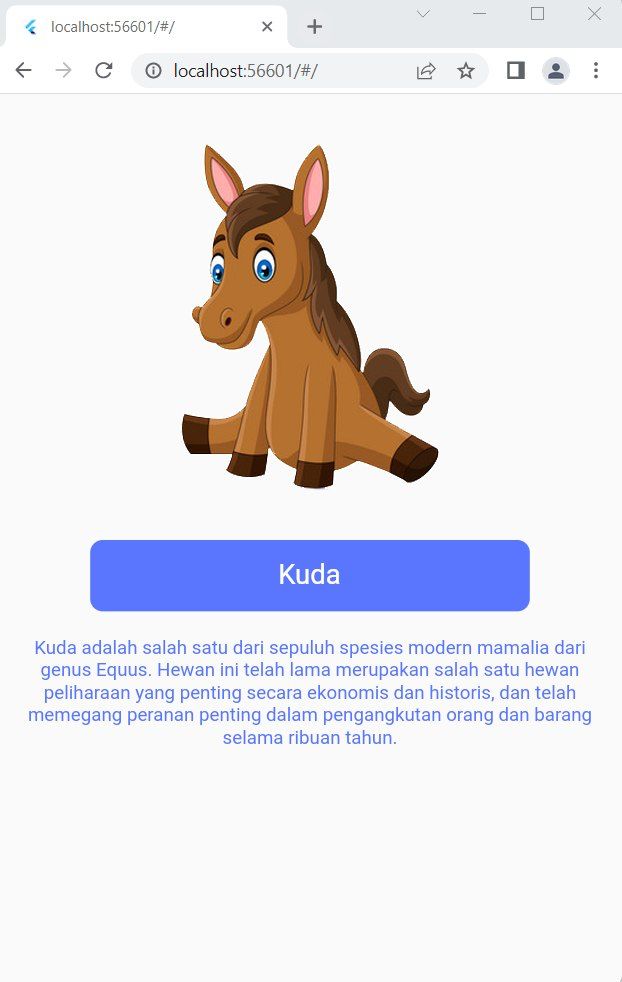 localhost:56601/#/
localhost:56601/#/
Kuda
Kuda adalah salah satu dari sepuluh spesies modern mamalia dari
genus Equus. Hewan ini telah lama merupakan salah satu hewan
peliharaan yang penting secara ekonomis dan historis, dan telah
memegang peranan penting dalam pengangkutan orang dan barang
selama ribuan tahun.